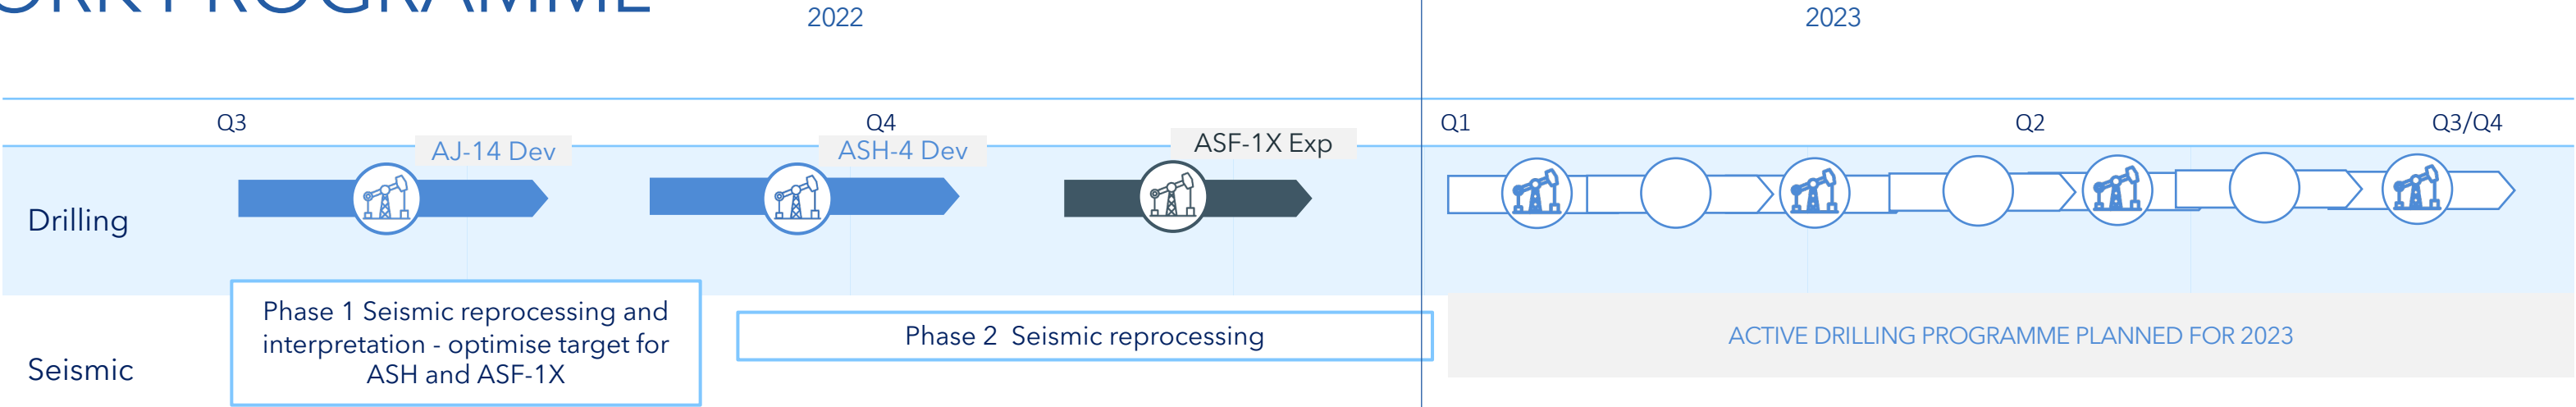 ORK PROGRAMME
2022
2023
Q3
Q4
Q1
Q2
Q3/Q4
AJ-14 Dev
ASH-4 Dev
ASF-1X Exp
Drilling
Phase 1 Seismic reprocessing and
interpretation - optimise target for
ASH and ASF-1X
Phase 2 Seismic reprocessing
ACTIVE DRILLING PROGRAMME PLANNED FOR 2023
Seismic